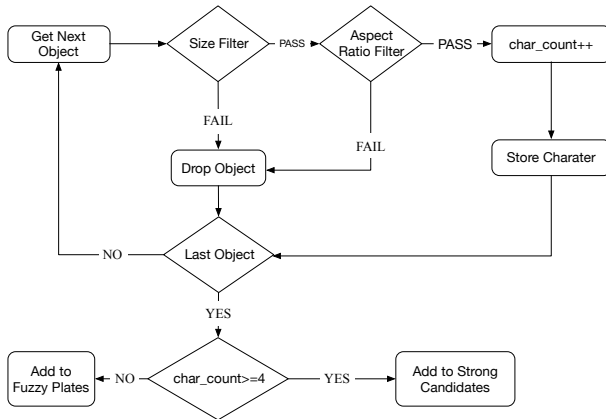 Get Next
Object
Size Filter
PASS
Aspect
Ratio Filter
PASS
char_count++
FAIL
FAIL
Drop Object
Store Charater
NO
Last Object
YES
Add to
Fuzzy Plates
NO
char_count>=4
YES
Add to Strong
Candidates